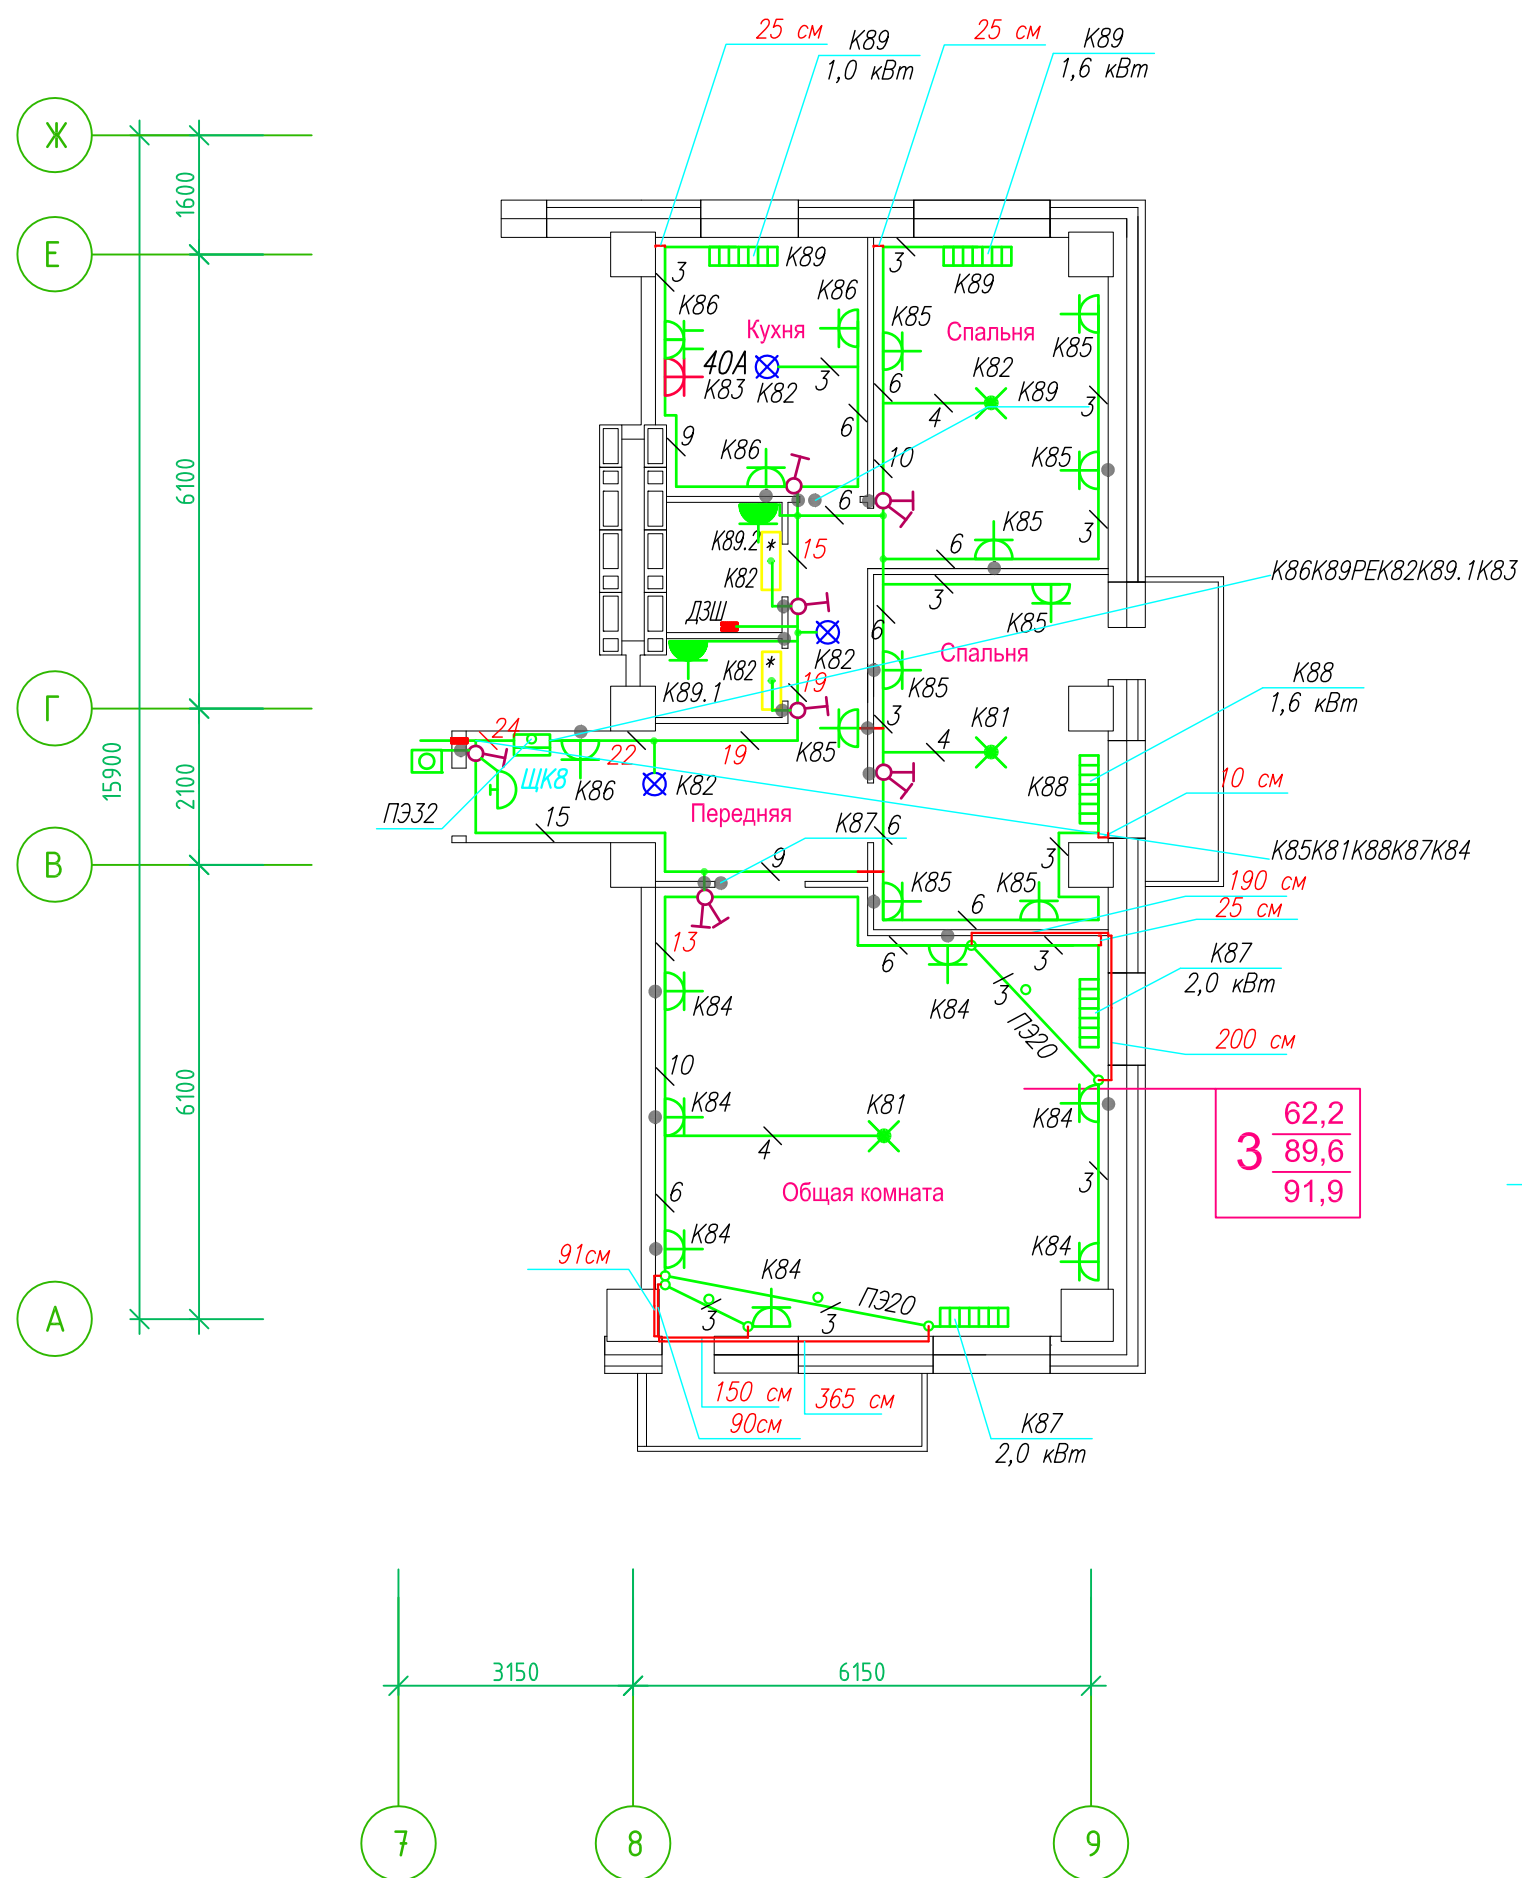 25 см
К89
1,0 кВт
25 см
К89
1,6 кВт
Ж
1600
Е
К89
К89
3
3
К86
К86
К85
К85
Кухня
Спальня
40А
К83
К82
3
К82
К89
6
4
3
6
9
К86
10
К85
6100
6
К85
3
К89.2
15
6
К86К89РЕК82К89.1К83
*
К82
3
К85
ДЗШ
6
К82
Спальня
*
К82
19
К89.1
К85
К88
1,6 кВт
Г
К81
24
22
19
3
К85
4
15900
2100
ЩК8
К86
К82
К88
10 см
ПЭ32
Передняя
15
К87
6
К85К81К88К87К84
В
9
3
К85
К85
190 см
25 см
6
13
6
3
К87
2,0 кВт
К84
К84
3
ПЭ20
200 см
10
6100
К84
К81
К84
4
3
62,2
89,6
91,9
Общая комната
3
6
К84
К84
91см
К84
А
3
3
ПЭ20
150 см
365 см
90см
К87
2,0 кВт
3150
6150
7
8
9